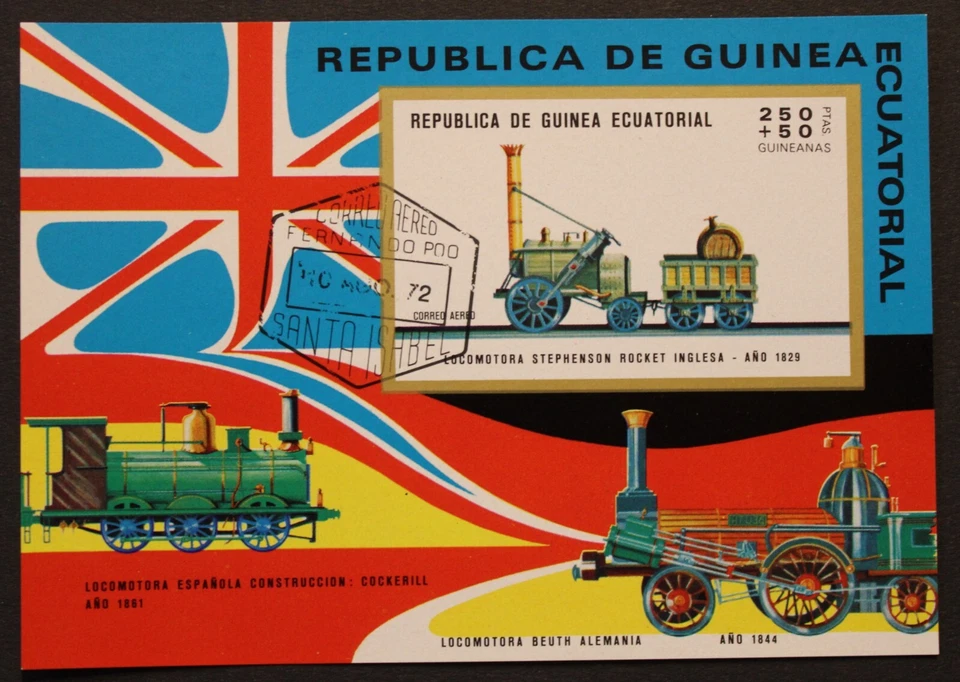 REPUBLICA DE GUINEA
ECUATORIAL
REPUBLICA DE GUINEA ECUATORIAL
250
+50
PTAS.
GUINEANAS
CORREO AEREO
FERNANDO POO
72
SANTA ISABEL
CORREO AEREO
LOCOMOTORA STEPHENSON ROCKET INGLESA - AÑO 1829
LOCOMOTORA ESPAÑOLA CONSTRUCCION: COCKERILL
AÑO 1861
BEUTH
LOCOMOTORA BEUTH ALEMANIA AÑO 1844